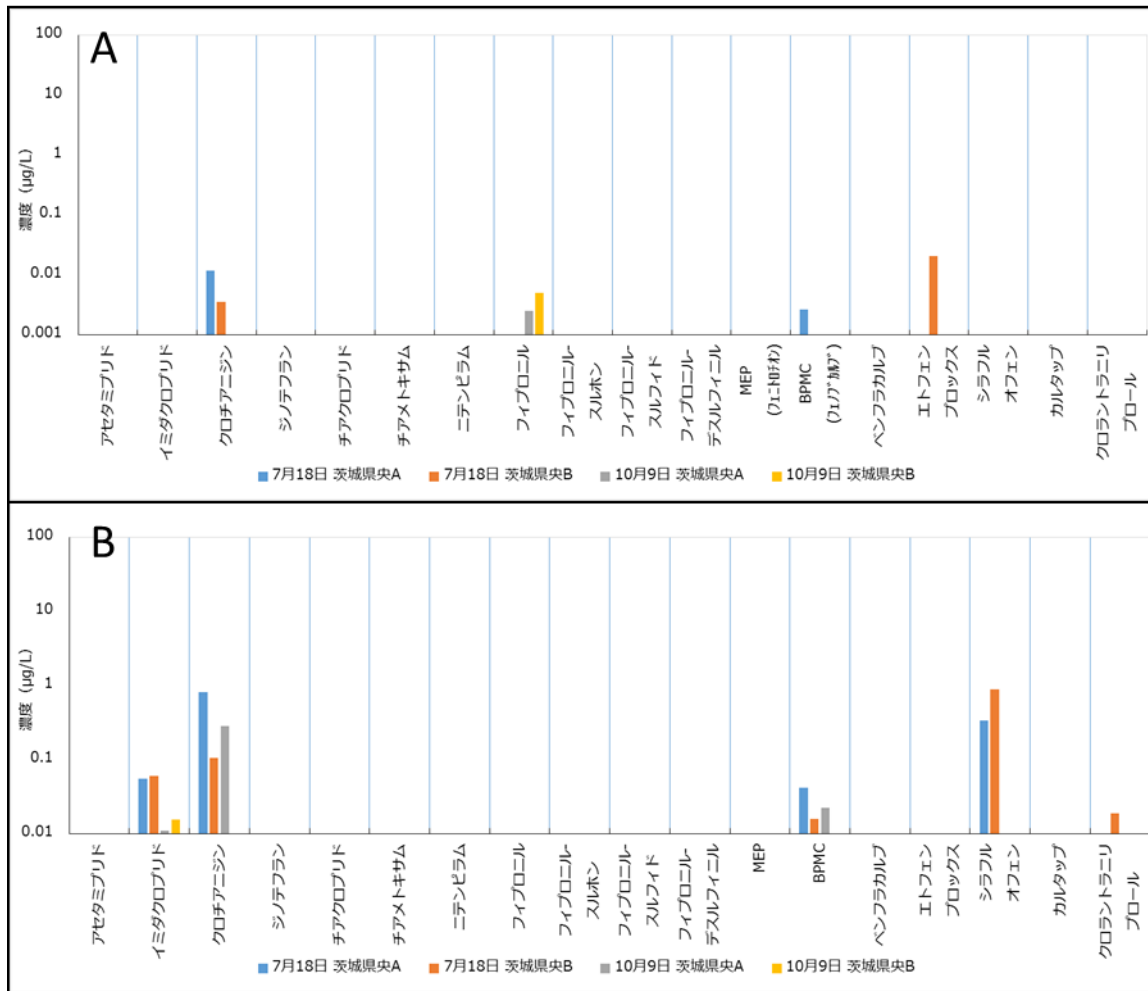 A
100
10
1
0.1
0.01
0.001
濃度 (μg/L)
アセタミプリド
イミダクロプリド
クロチアニジン
ジノテフラン
チアクロプリド
チアメトキサム
ニテンピラム
フィプロニル
フィプロニル-
スルホン
フィプロニル-
スルフィド
フィプロニル-
デスルフィニル
MEP
(ﾌｪﾆﾄﾛﾁｵﾝ)
BPMC
(ﾌｪﾉﾌﾞｶﾙﾌﾞ)
ベンフラカルブ
エトフェン
プロックス
シラフル
オフェン
カルタップ
クロラントラニリ
プロール
7月18日 茨城県央A
7月18日 茨城県央B
10月9日 茨城県央A
10月9日 茨城県央B
B
100
10
1
0.1
0.01
濃度 (μg/L)
アセタミプリド
イミダクロプリド
クロチアニジン
ジノテフラン
チアクロプリド
チアメトキサム
ニテンピラム
フィプロニル
フィプロニル-
スルホン
フィプロニル-
スルフィド
フィプロニル-
デスルフィニル
MEP
BPMC
ベンフラカルブ
エトフェン
プロックス
シラフル
オフェン
カルタップ
クロラントラニリ
プロール
7月18日 茨城県央A
7月18日 茨城県央B
10月9日 茨城県央A
10月9日 茨城県央B